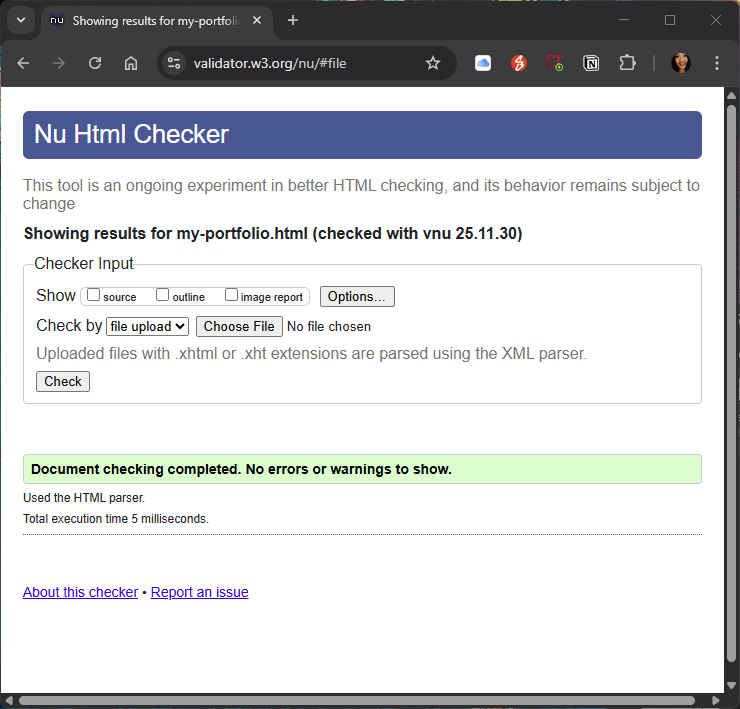 nu Showing results for my-portfoli
validator.w3.org/nu/#file
Nu Html Checker
This tool is an ongoing experiment in better HTML checking, and its behavior remains subject to
change
Showing results for my-portfolio.html (checked with vnu 25.11.30)
Checker Input
Show source outline image report Options...
Check by file upload Choose File No file chosen
Uploaded files with .xhtml or .xht extensions are parsed using the XML parser.
Check
Document checking completed. No errors or warnings to show.
Used the HTML parser.
Total execution time 5 milliseconds.
About this checker • Report an issue